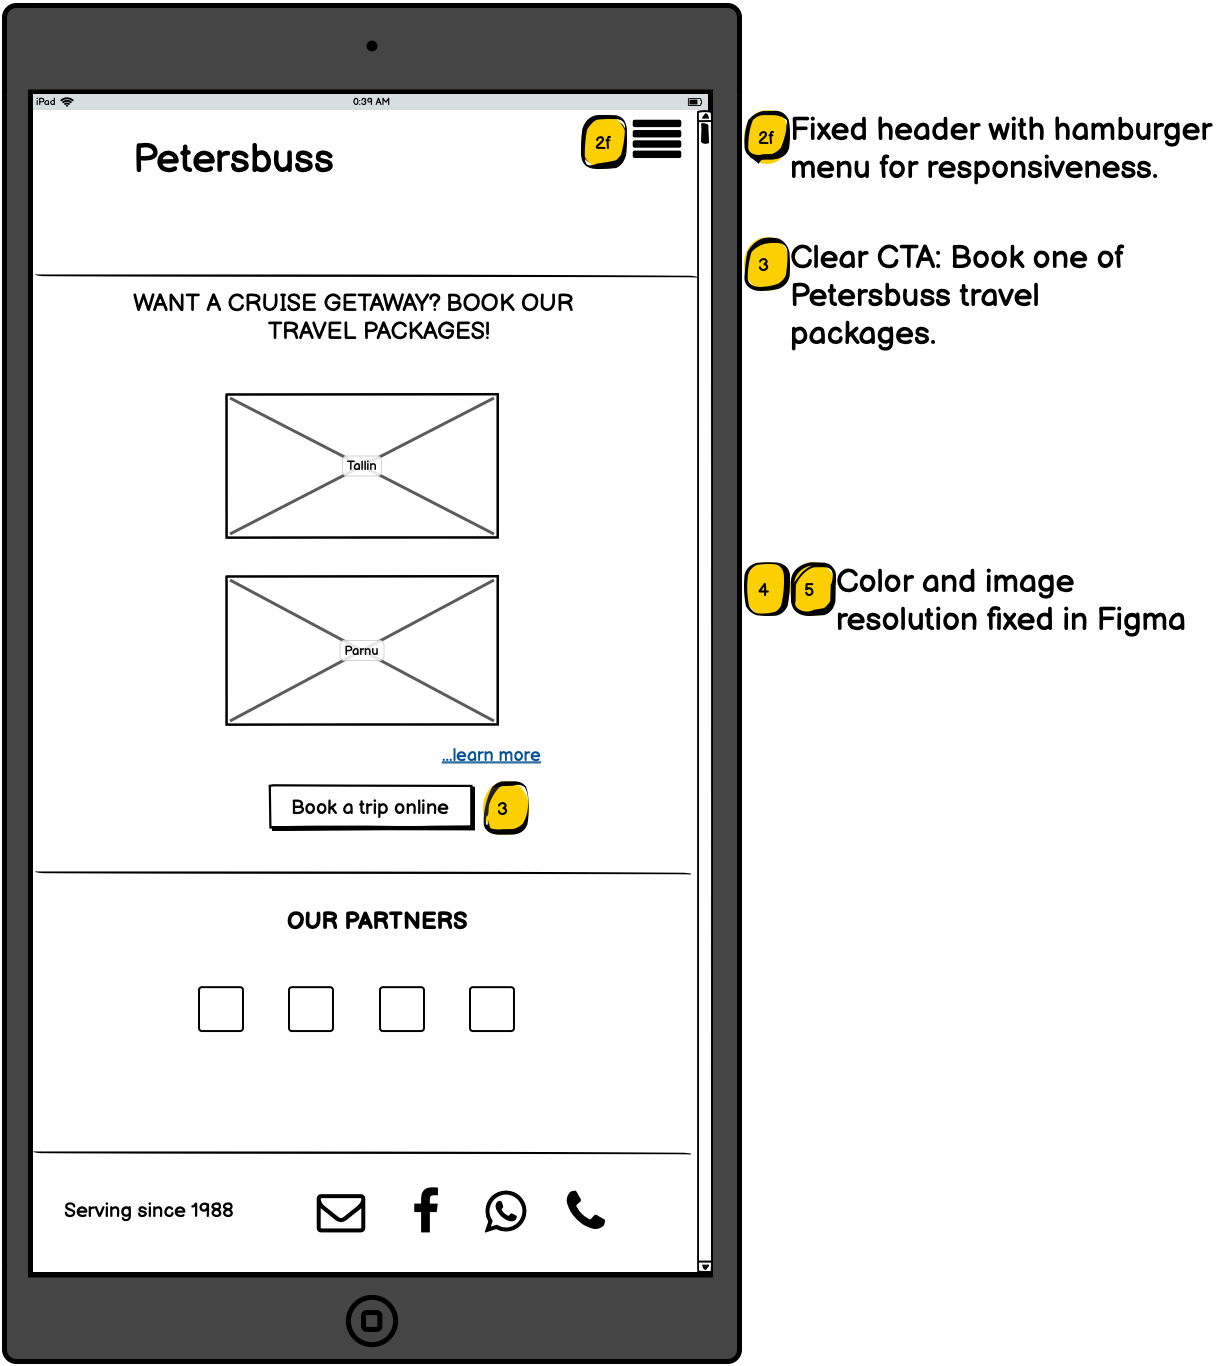 iPad
0:39 AM
Petersbuss
2f
WANT A CRUISE GETAWAY? BOOK OUR
TRAVEL PACKAGES!
Tallin
Parnu
...learn more
Book a trip online
3
OUR PARTNERS
Serving since 1988
2f
Fixed header with hamburger
menu for responsiveness.
3
Clear CTA: Book one of
Petersbuss travel
packages.
4 5
Color and image
resolution fixed in Figma